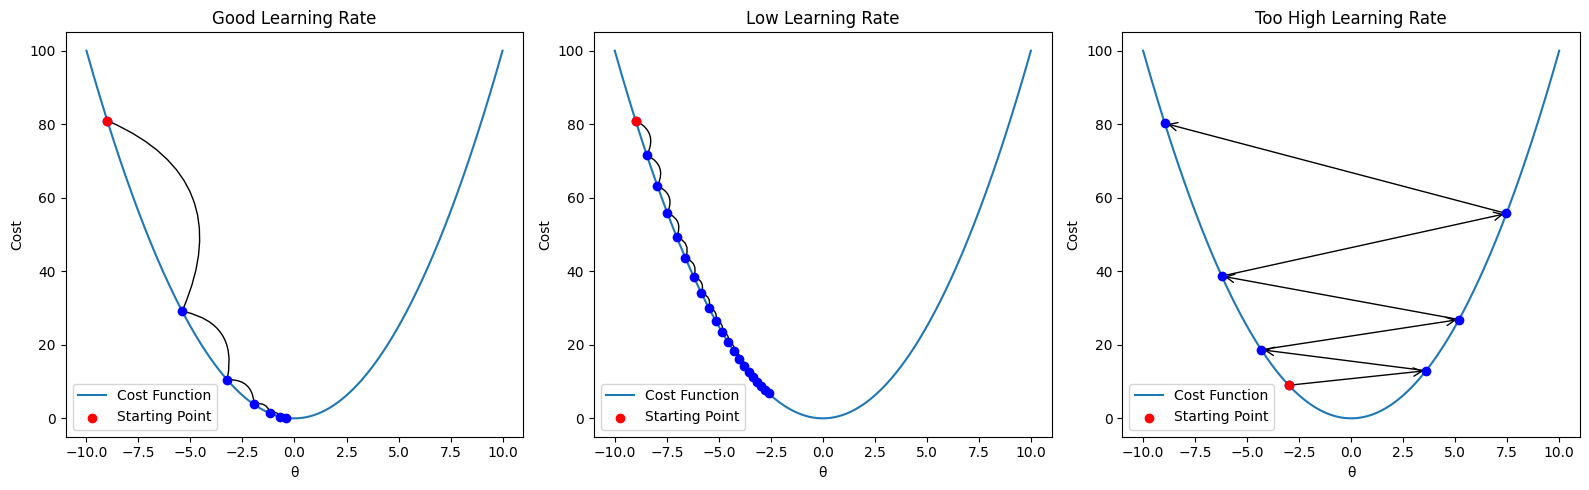 Good Learning Rate
100
80
60
40
20
0
Cost
Cost Function
Starting Point
−10.0 −7.5 −5.0 −2.5 0.0 2.5 5.0 7.5 10.0
θ
Low Learning Rate
100
80
60
40
20
0
Cost
Cost Function
Starting Point
−10.0 −7.5 −5.0 −2.5 0.0 2.5 5.0 7.5 10.0
θ
Too High Learning Rate
100
80
60
40
20
0
Cost
Cost Function
Starting Point
−10.0 −7.5 −5.0 −2.5 0.0 2.5 5.0 7.5 10.0
θ